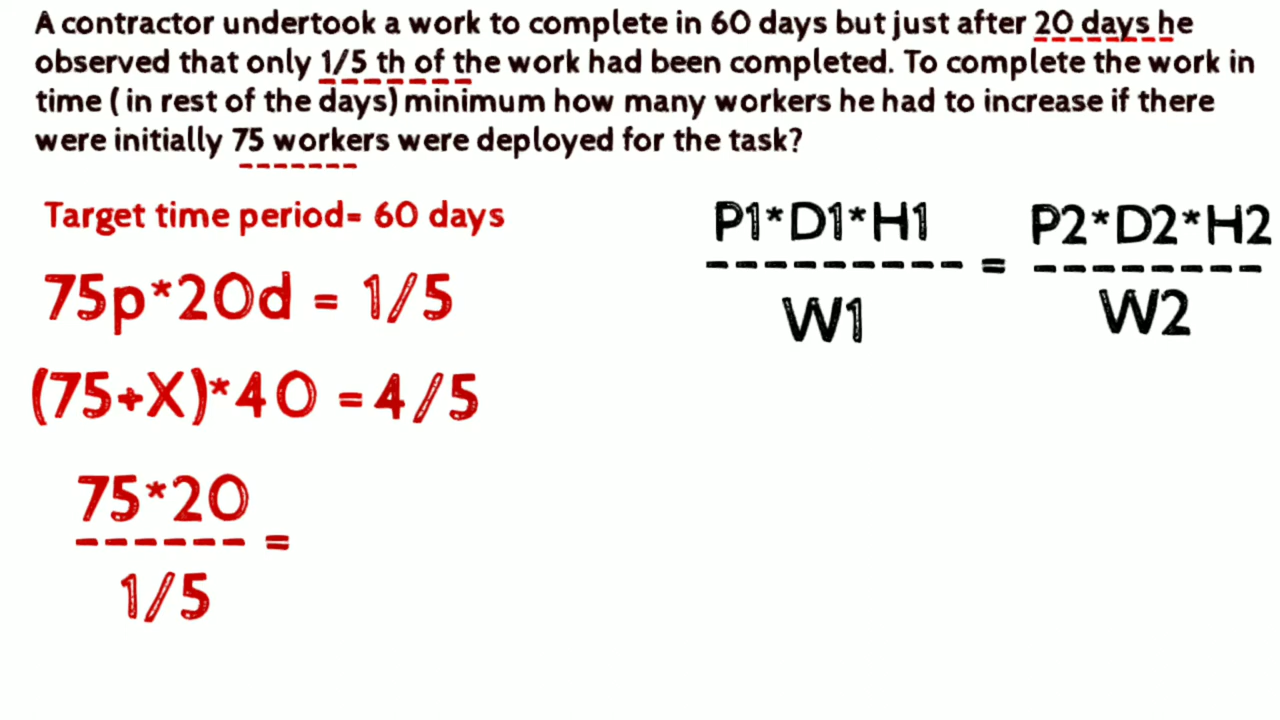 A contractor undertook a work to complete in 60 days but just after 20 days he
observed that only 1/5 th of the work had been completed. To complete the work in
time ( in rest of the days) minimum how many workers he had to increase if there
were initially 75 workers were deployed for the task?
Target time period= 60 days
75p*20d = 1/5
(75+X)*40 = 4/5
75*20
------ =
1/5
P1*D1*H1
--------- =
W1
P2*D2*H2
--------
W2